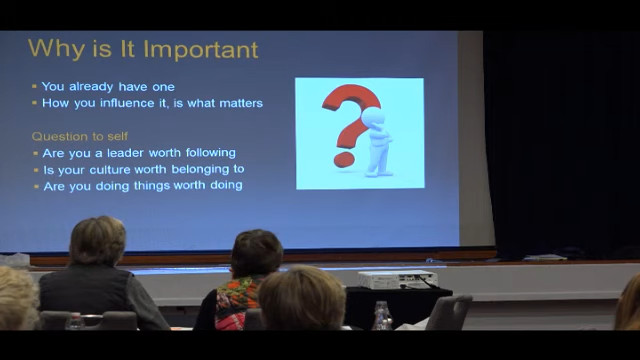 Why is It Important
You already have one
How you influence it, is what matters
Question to self
Are you a leader worth following
Is your culture worth belonging to
Are you doing things worth doing